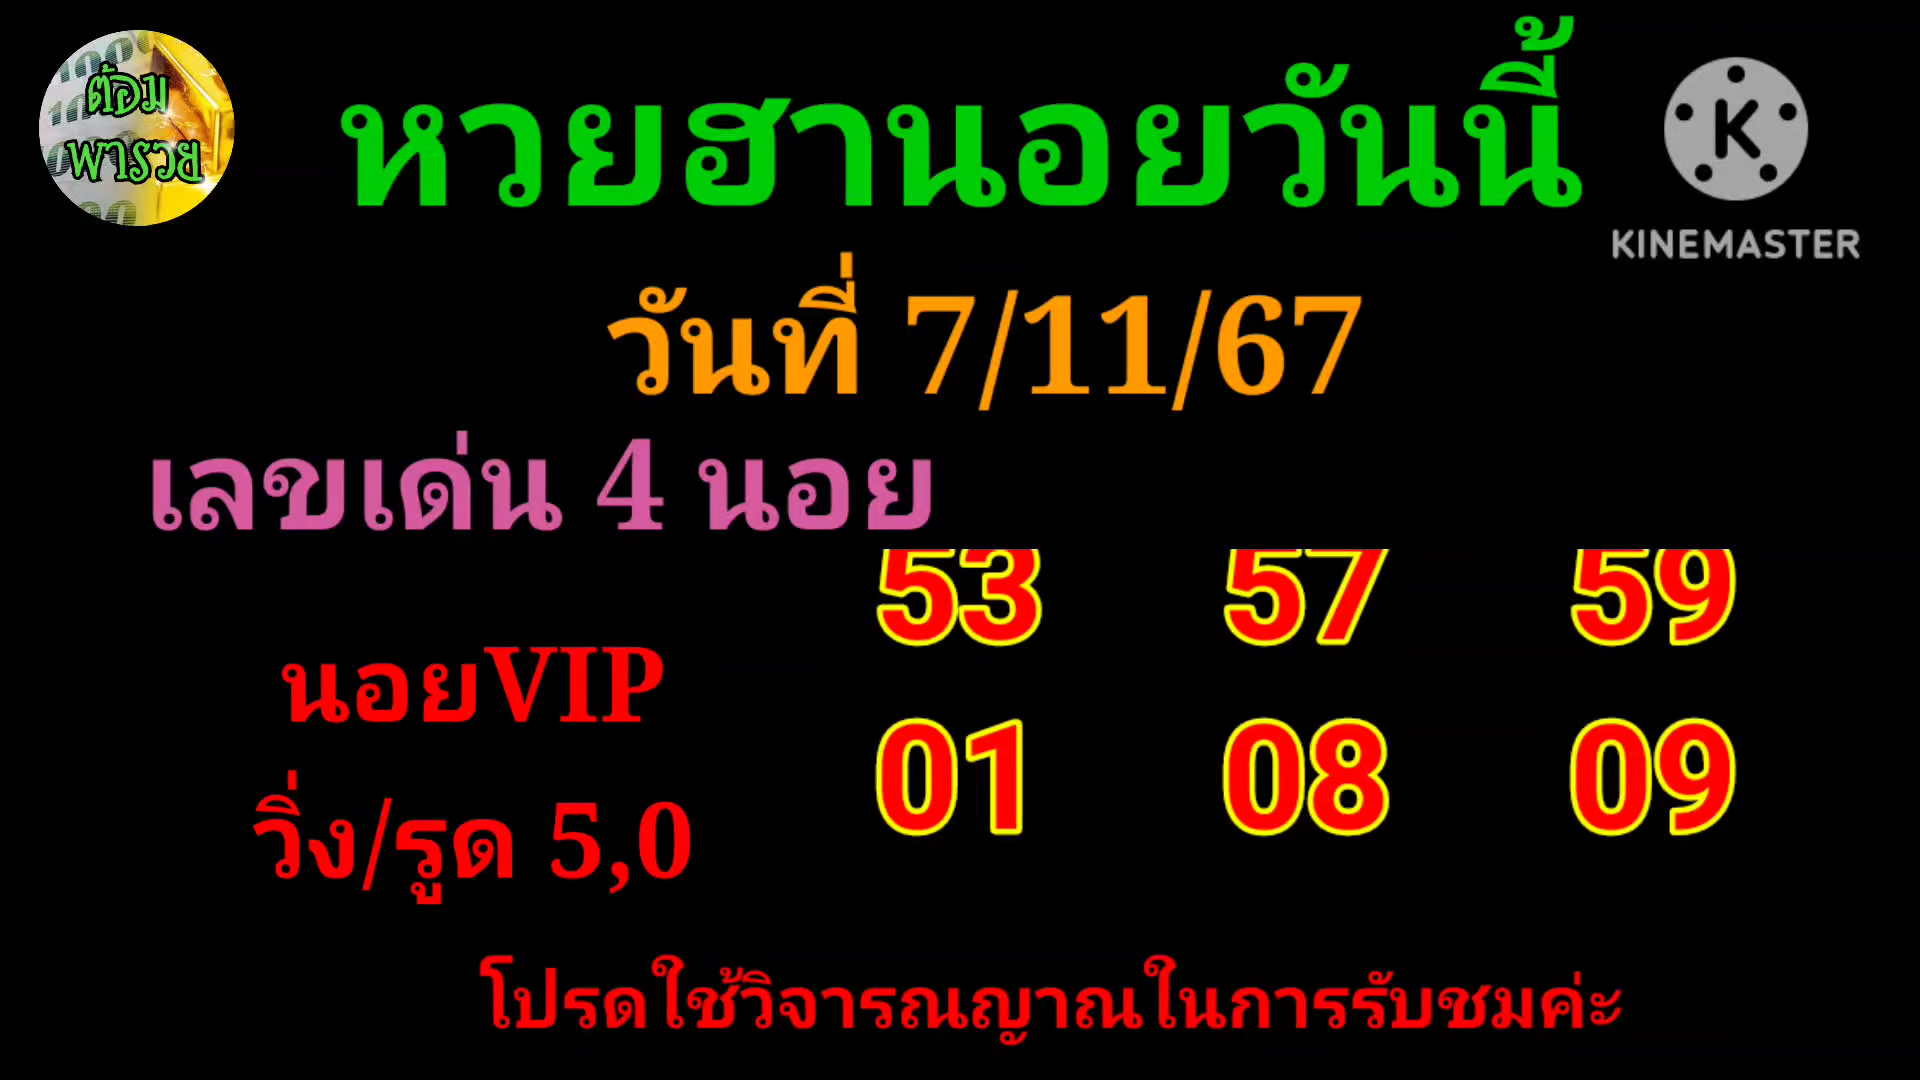 ต้อม
พารวย
หวยฮานอยวันนี้
KINEMASTER
วันที่ 7/11/67
เลขเด่น 4 นอย
53 57 59
นอยVIP
01 08 09
วิ่ง/รูด 5,0
โปรดใช้วิจารณญาณในการรับชมค่ะ